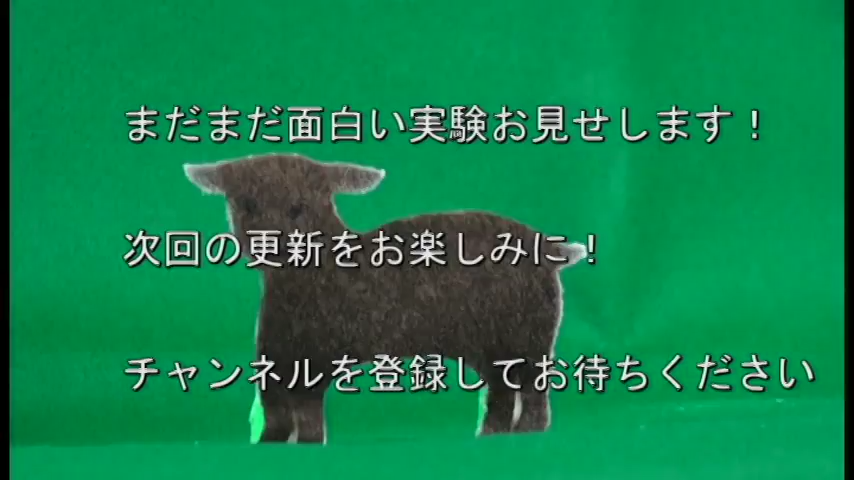 まだまだ面白い実験お見せします！
次回の更新をお楽しみに！
チャンネルを登録してお待ちください